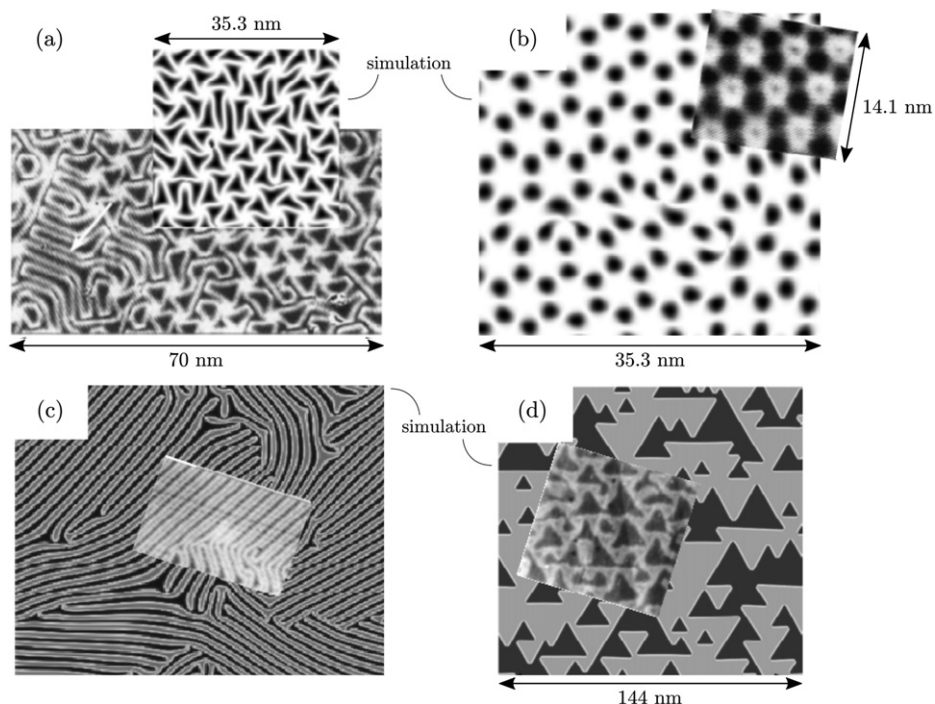 35.3 nm
(a)
simulation
(b)
14.1 nm
70 nm
35.3 nm
(c)
simulation
(d)
144 nm